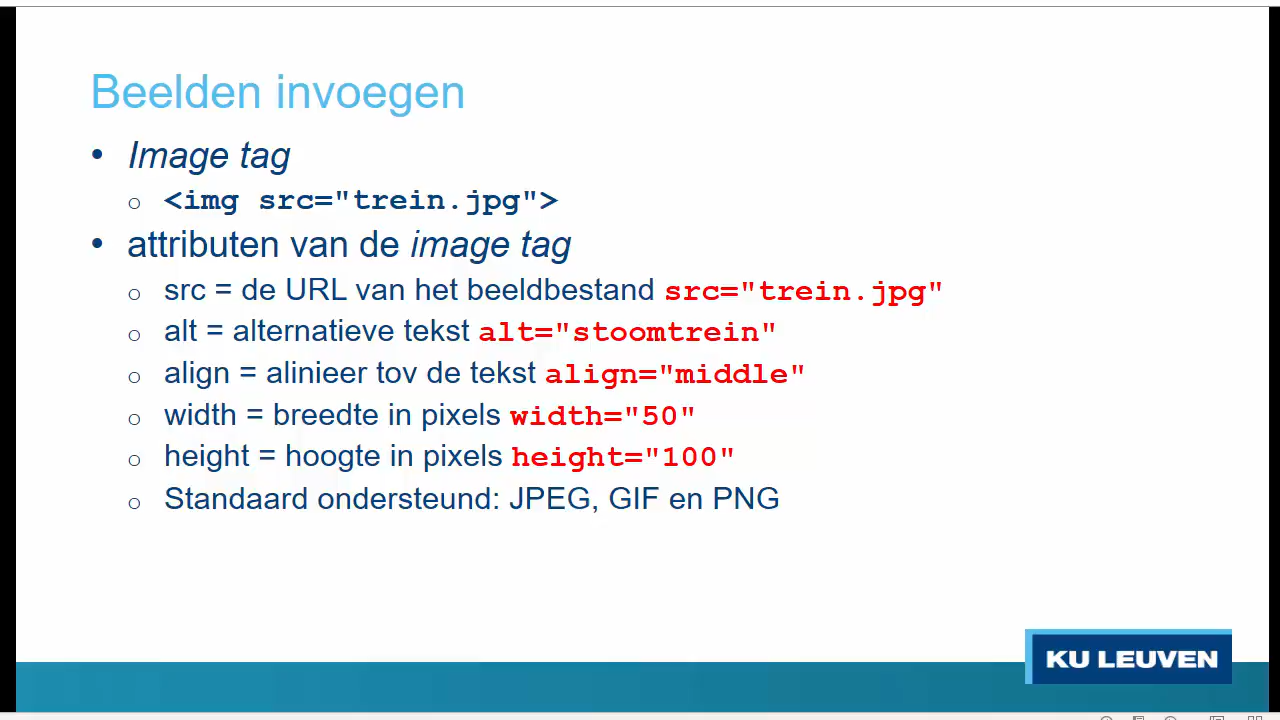 Beelden invoegen
• Image tag
o <img src="trein.jpg">
• attributen van de image tag
o src = de URL van het beeldbestand src="trein.jpg"
o alt = alternatieve tekst alt="stoomtrein"
o align = alinieer tov de tekst align="middle"
o width = breedte in pixels width="50"
o height = hoogte in pixels height="100"
o Standaard ondersteund: JPEG, GIF en PNG
KU LEUVEN